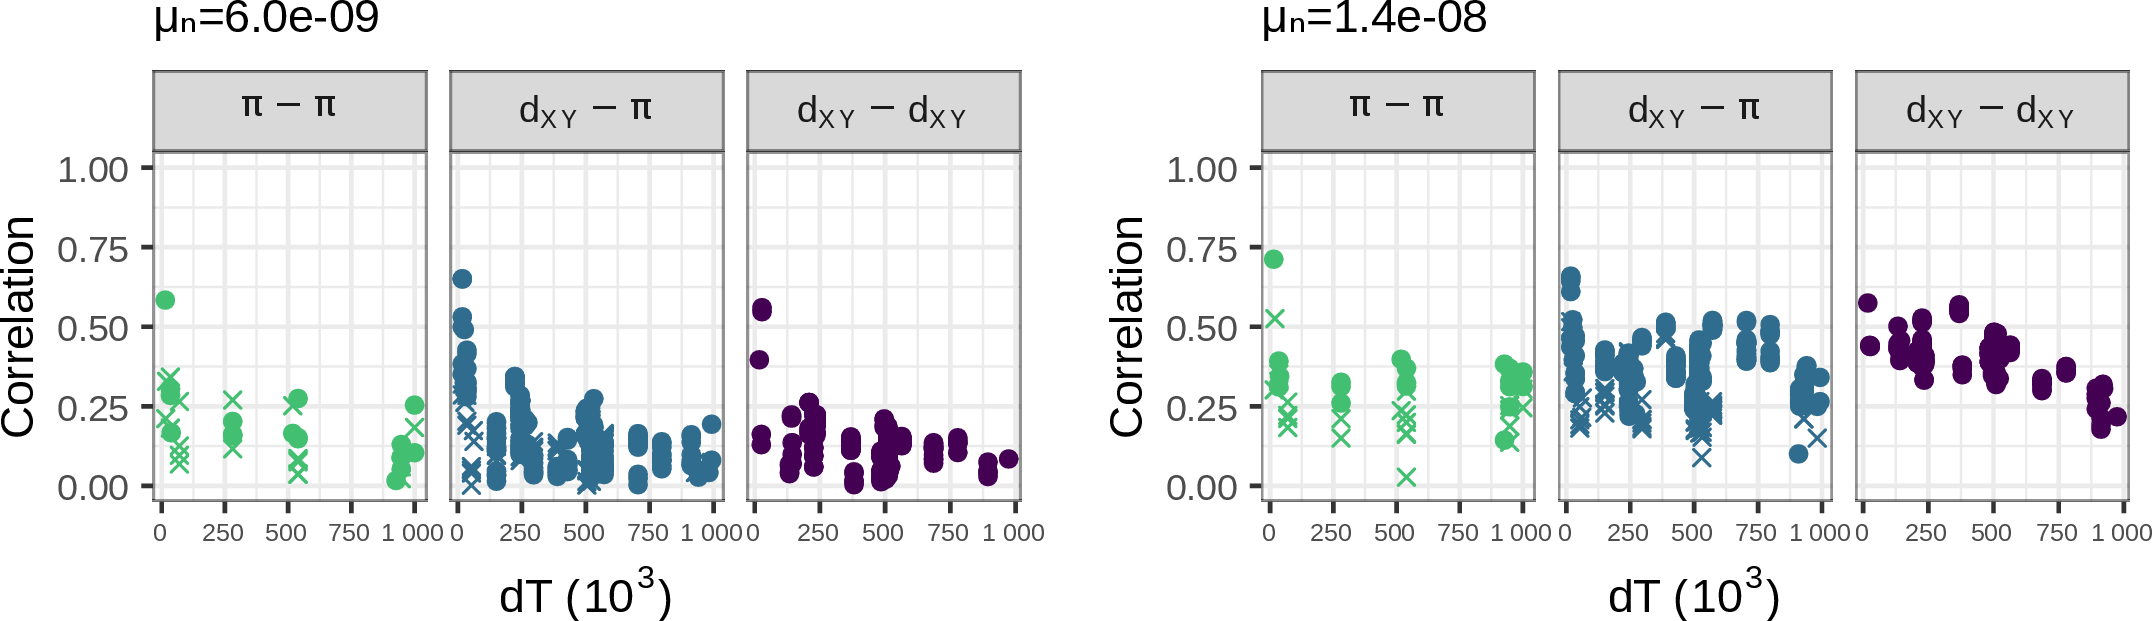 μₙ=6.0e-09
μₙ=1.4e-08
π − π
dXY − π
dXY − dXY
π − π
dXY − π
dXY − dXY
1.00
0.75
0.50
0.25
0.00
Correlation
1.00
0.75
0.50
0.25
0.00
Correlation
0 250 500 750 1 000
0 250 500 750 1 000
0 250 500 750 1 000
0 250 500 750 1 000
0 250 500 750 1 000
0 250 500 750 1 000
dT (10³)
dT (10³)